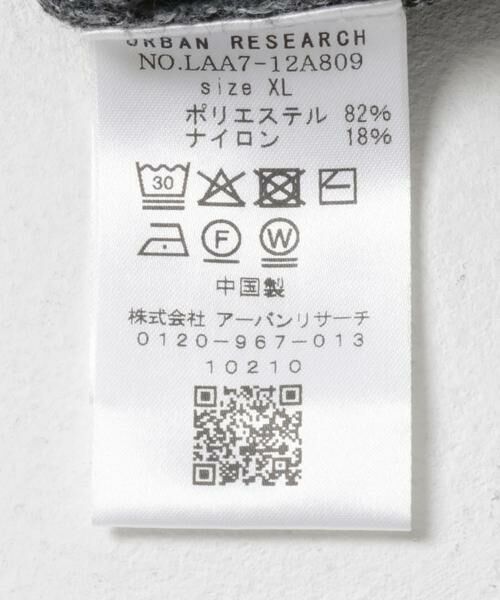 URBAN RESEARCH
NO.LAA7-12A809
size XL
ポリエステル 82%
ナイロン 18%
30
F W
中国製
株式会社 アーバンリサーチ
0120-967-013
10210